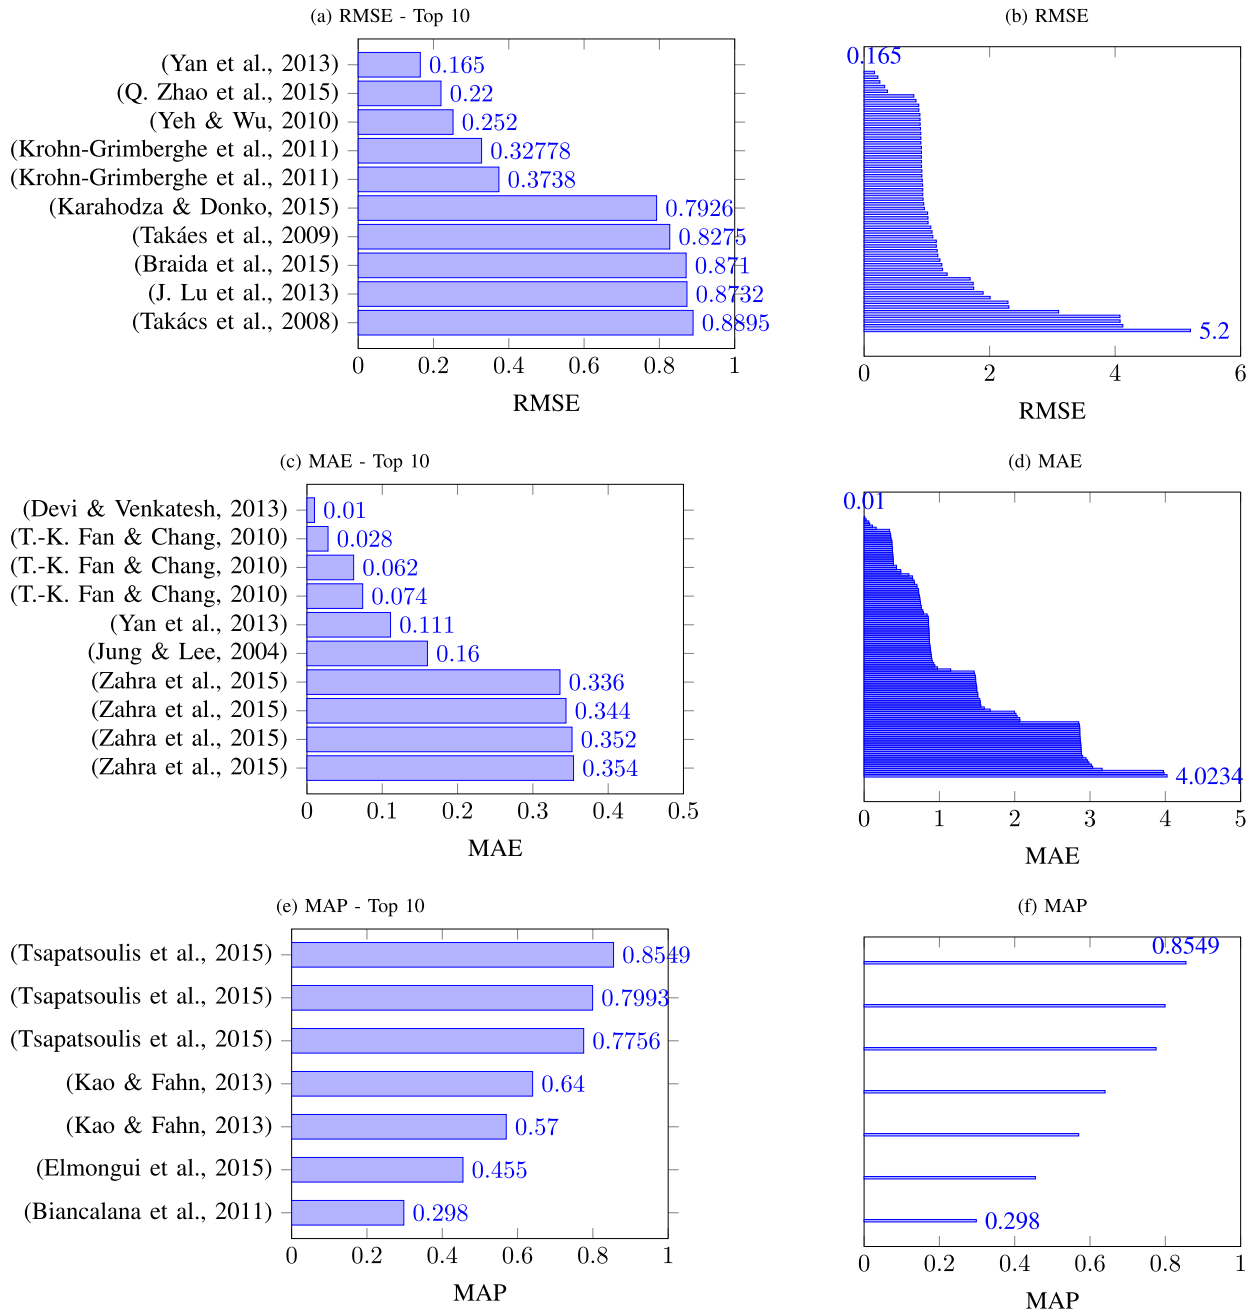 (a) RMSE - Top 10
(Yan et al., 2013) 0.165
(Q. Zhao et al., 2015) 0.22
(Yeh & Wu, 2010) 0.252
(Krohn-Grimberghe et al., 2011) 0.32778
(Krohn-Grimberghe et al., 2011) 0.3738
(Karahodza & Donko, 2015) 0.7926
(Takáes et al., 2009) 0.8275
(Braida et al., 2015) 0.871
(J. Lu et al., 2013) 0.8732
(Takács et al., 2008) 0.8895
0 0.2 0.4 0.6 0.8 1
RMSE
(b) RMSE
0.165
5.2
0 2 4 6
RMSE
(c) MAE - Top 10
(Devi & Venkatesh, 2013) 0.01
(T.-K. Fan & Chang, 2010) 0.028
(T.-K. Fan & Chang, 2010) 0.062
(T.-K. Fan & Chang, 2010) 0.074
(Yan et al., 2013) 0.111
(Jung & Lee, 2004) 0.16
(Zahra et al., 2015) 0.336
(Zahra et al., 2015) 0.344
(Zahra et al., 2015) 0.352
(Zahra et al., 2015) 0.354
0 0.1 0.2 0.3 0.4 0.5
MAE
(d) MAE
0.01
4.0234
0 1 2 3 4 5
MAE
(e) MAP - Top 10
(Tsapatsoulis et al., 2015) 0.8549
(Tsapatsoulis et al., 2015) 0.7993
(Tsapatsoulis et al., 2015) 0.7756
(Kao & Fahn, 2013) 0.64
(Kao & Fahn, 2013) 0.57
(Elmongui et al., 2015) 0.455
(Biancalana et al., 2011) 0.298
0 0.2 0.4 0.6 0.8 1
MAP
(f) MAP
0.8549
0.298
0 0.2 0.4 0.6 0.8 1
MAP